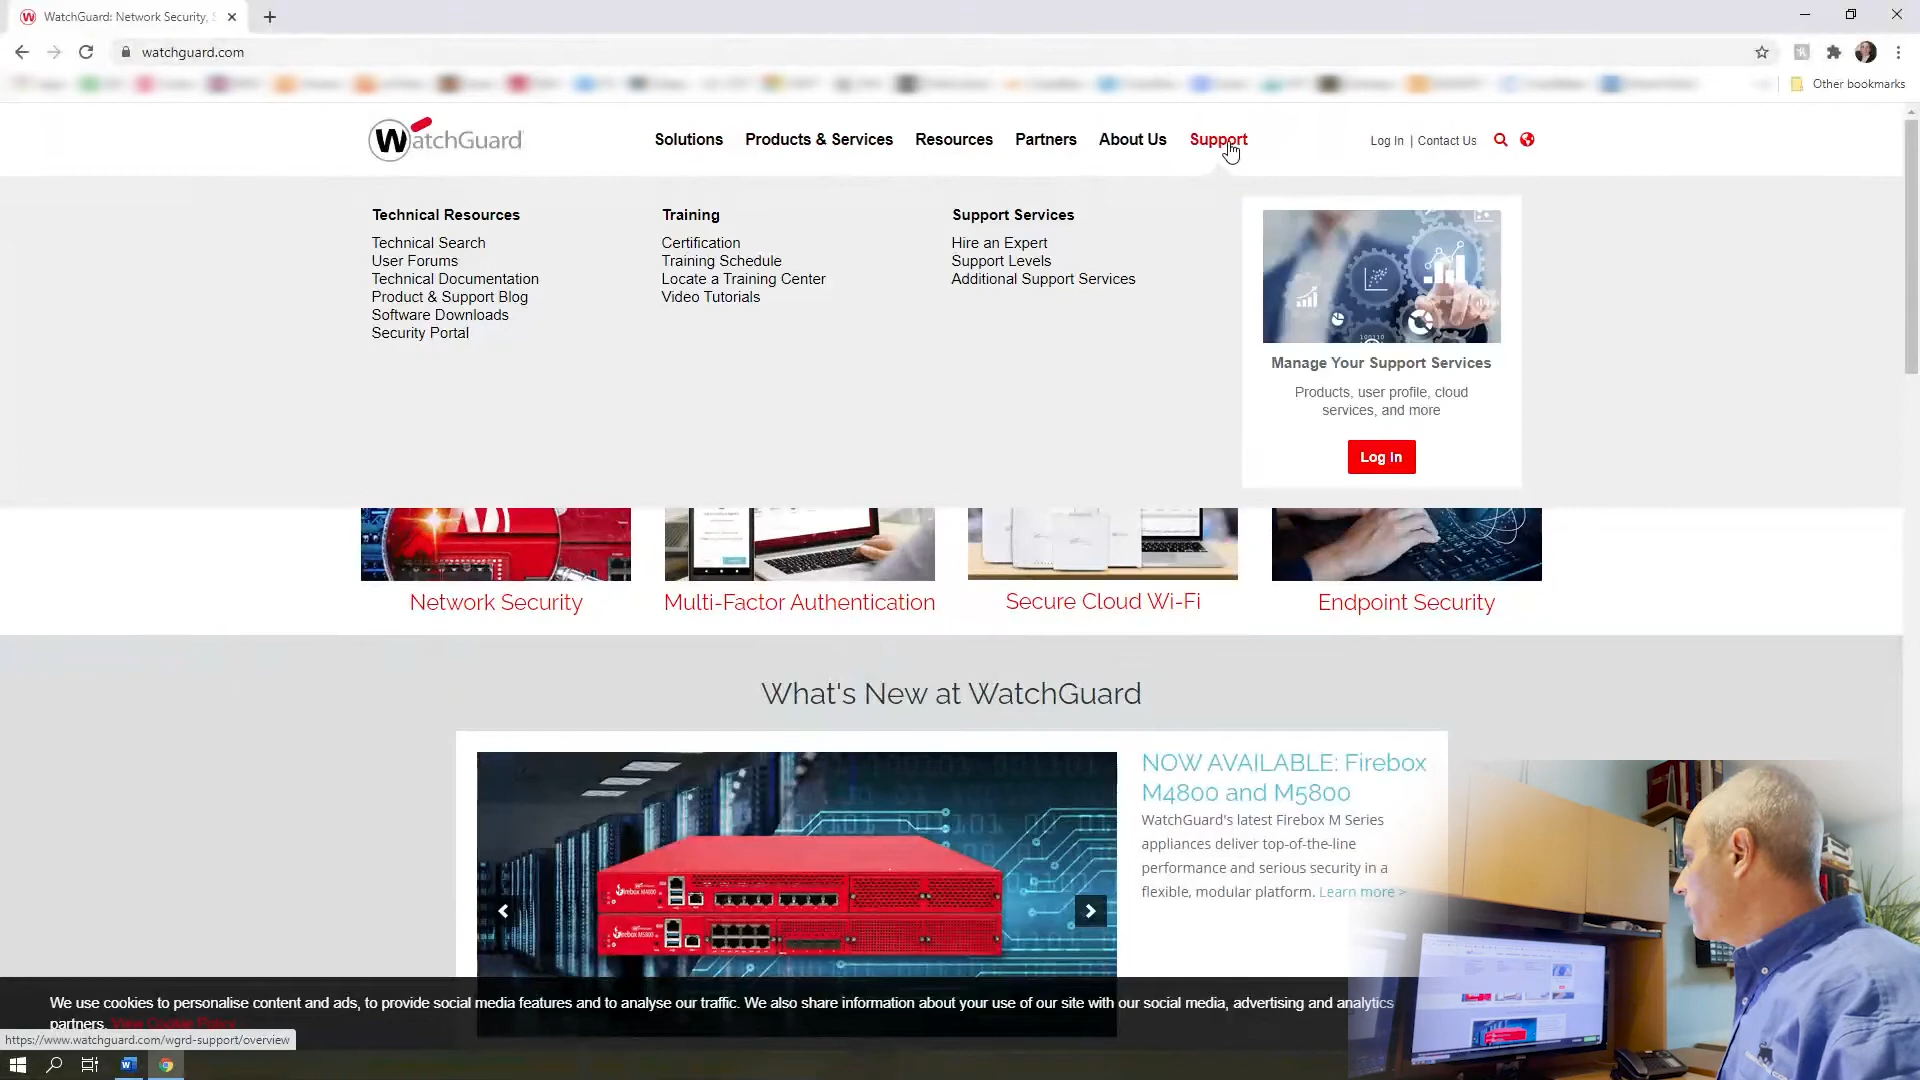 WatchGuard: Network Security, S
watchguard.com
Other bookmarks
WatchGuard
Solutions
Products & Services
Resources
Partners
About Us
Support
Log In | Contact Us
Technical Resources
Technical Search
User Forums
Technical Documentation
Product & Support Blog
Software Downloads
Security Portal
Training
Certification
Training Schedule
Locate a Training Center
Video Tutorials
Support Services
Hire an Expert
Support Levels
Additional Support Services
Manage Your Support Services
Products, user profile, cloud
services, and more
Log In
Network Security
Multi-Factor Authentication
Secure Cloud Wi-Fi
Endpoint Security
What's New at WatchGuard
Firebox M4800
Firebox M5800
NOW AVAILABLE: Firebox
M4800 and M5800
WatchGuard's latest Firebox M Series
appliances deliver top-of-the-line
performance and serious security in a
flexible, modular platform. Learn more >
We use cookies to personalise content and ads, to provide social media features and to analyse our traffic. We also share information about your use of our site with our social media, advertising and analytics
partners. View Cookie Policy
https://www.watchguard.com/wgrd-support/overview